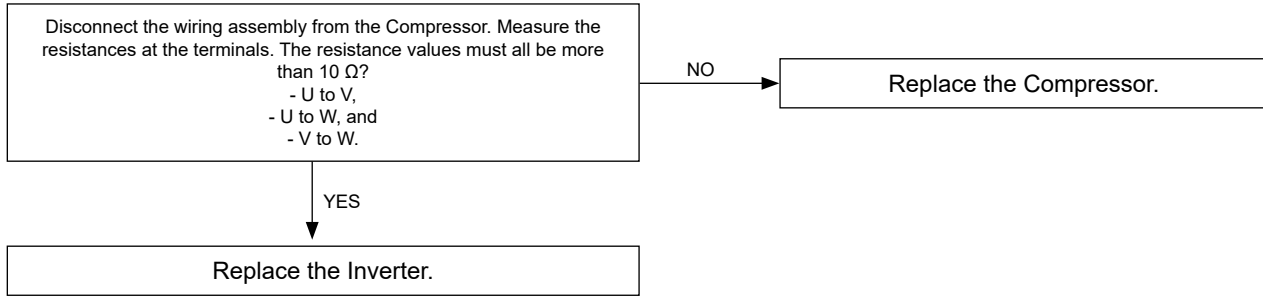 Disconnect the wiring assembly from the Compressor. Measure the
resistances at the terminals. The resistance values must all be more
than 10 Ω?
- U to V,
- U to W, and
- V to W.
NO
Replace the Compressor.
YES
Replace the Inverter.